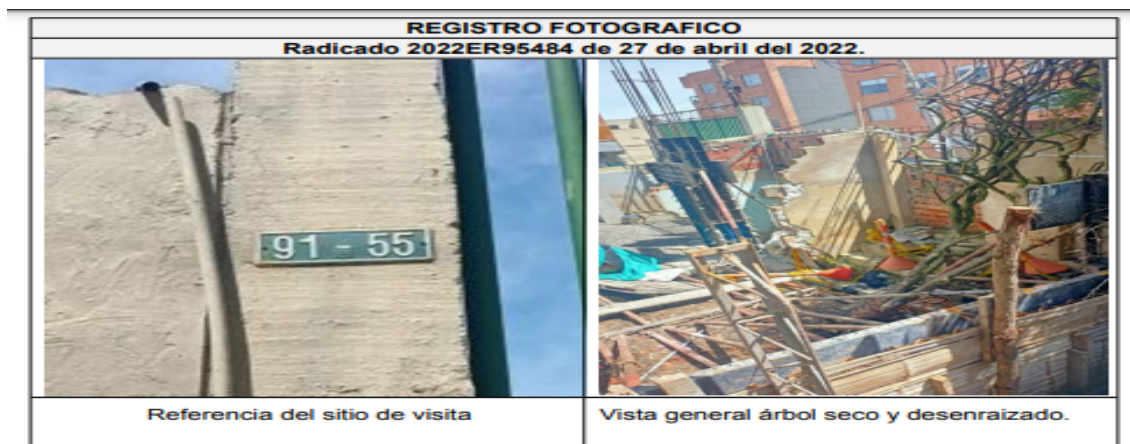 REGISTRO FOTOGRAFICO
Radicado 2022ER95484 de 27 de abril del 2022.
91 - 55
Referencia del sitio de visita
Vista general árbol seco y desenraizado.